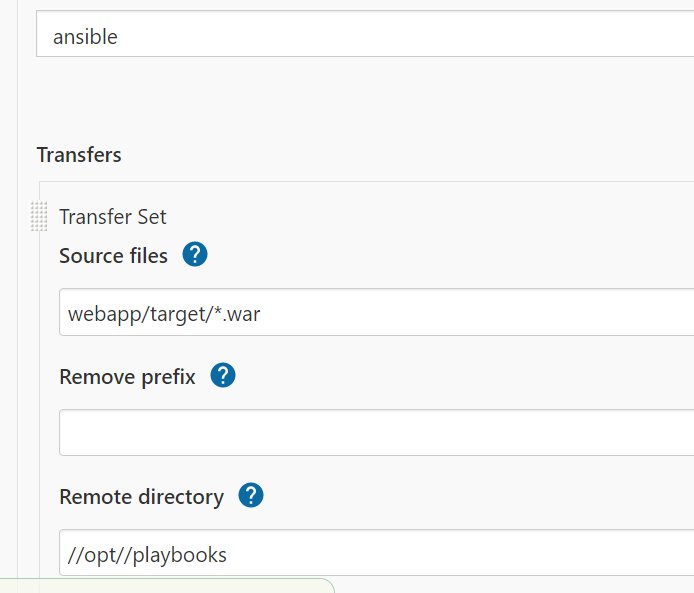 ansible
Transfers
Transfer Set
Source files ?
webapp/target/*.war
Remove prefix ?
Remote directory ?
//opt//playbooks